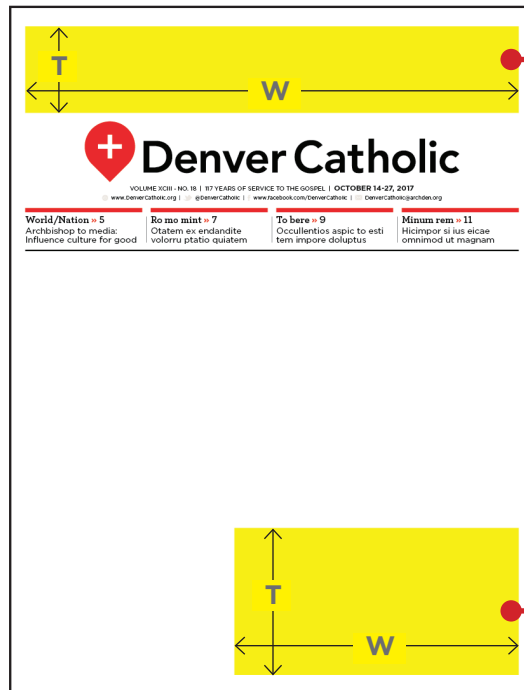 T
W
Denver Catholic
VOLUME XCIII - NO. 18 | 117 YEARS OF SERVICE TO THE GOSPEL | OCTOBER 14-27, 2017
www.DenverCatholic.org | @DenverCatholic | www.facebook.com/DenverCatholic | DenverCatholic@archden.org
World/Nation » 5
Archbishop to media:
Influence culture for good
Ro mo mint » 7
Otatem ex endandite
volorru ptatio quiatem
To bere » 9
Occullentios aspic to esti
tem impore doluptus
Minum rem » 11
Hicimpor si ius eicae
omnimod ut magnam
T
W